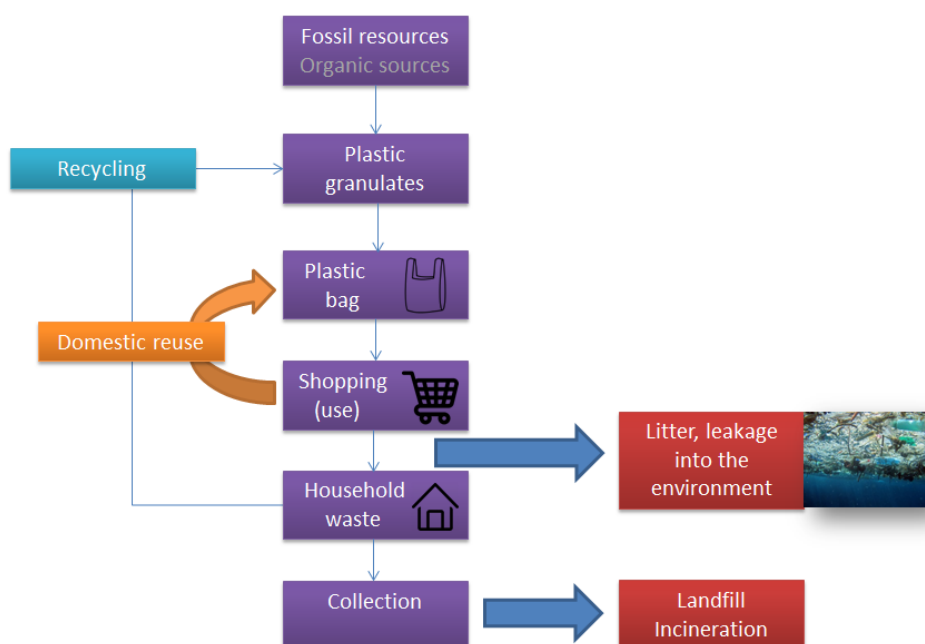 Fossil resources
Organic sources
Recycling
Plastic
granulates
Plastic
bag
Domestic reuse
Shopping
(use)
Litter, leakage
into the
environment
Household
waste
Collection
Landfill
Incineration